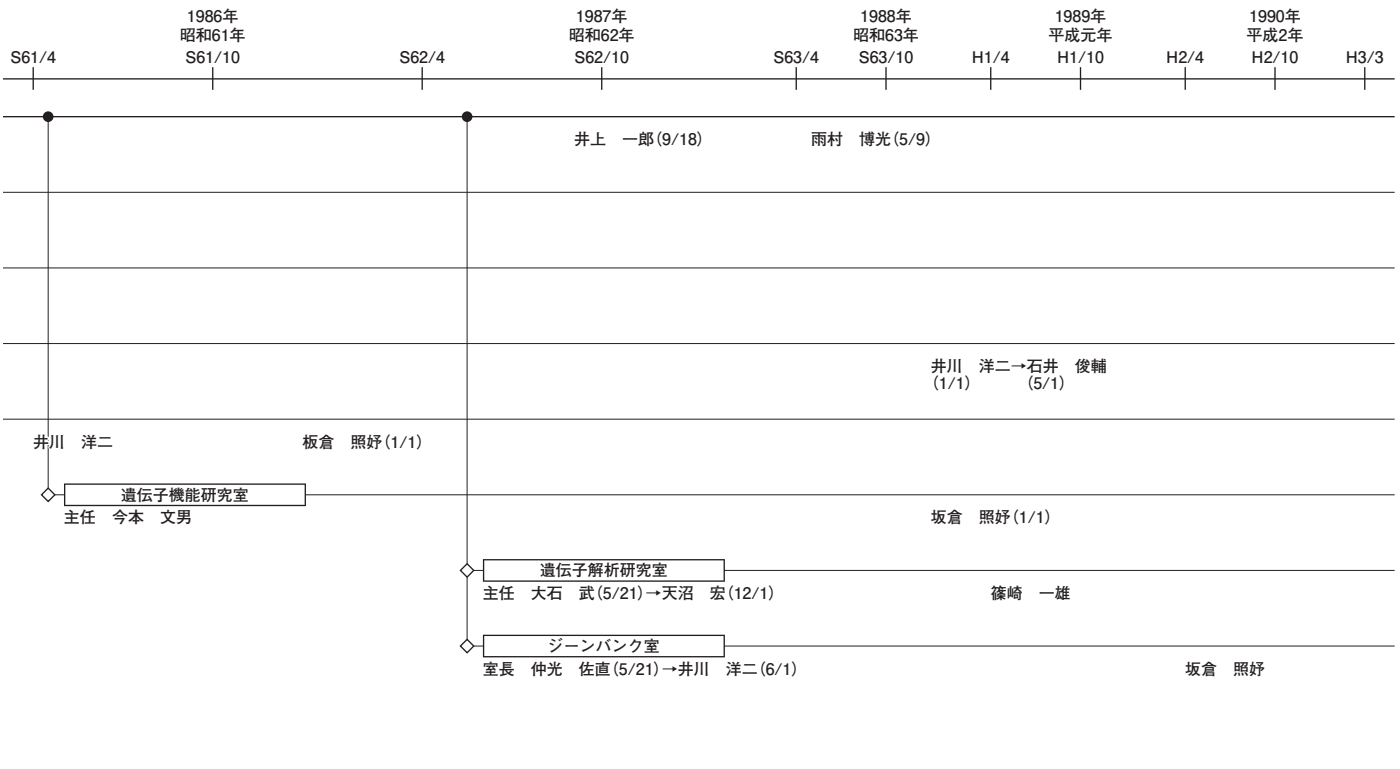 1986年 1987年 1988年 1989年 1990年
昭和61年 昭和62年 昭和63年 平成元年 平成2年
S61/4 S61/10 S62/4 S62/10 S63/4 S63/10 H1/4 H1/10 H2/4 H2/10 H3/3
井上　一郎（9/18） 雨村　博光（5/9）
井川　洋二→石井　俊輔
（1/1） （5/1）
井川　洋二 板倉　照妤（1/1）
遺伝子機能研究室
主任　今本　文男 坂倉　照妤（1/1）
遺伝子解析研究室
主任　大石　武（5/21）→天沼　宏（12/1） 篠崎　一雄
ジーンバンク室
室長　仲光　佐直（5/21）→井川　洋二（6/1） 坂倉　照妤